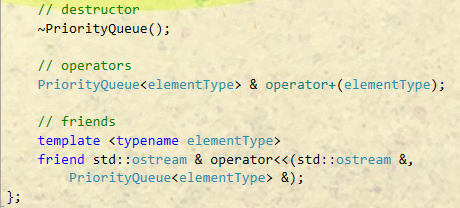 // destructor
~PriorityQueue();
// operators
PriorityQueue<elementType> & operator+(elementType);
// friends
template <typename elementType>
friend std::ostream & operator<<(std::ostream &,
PriorityQueue<elementType> &);
};